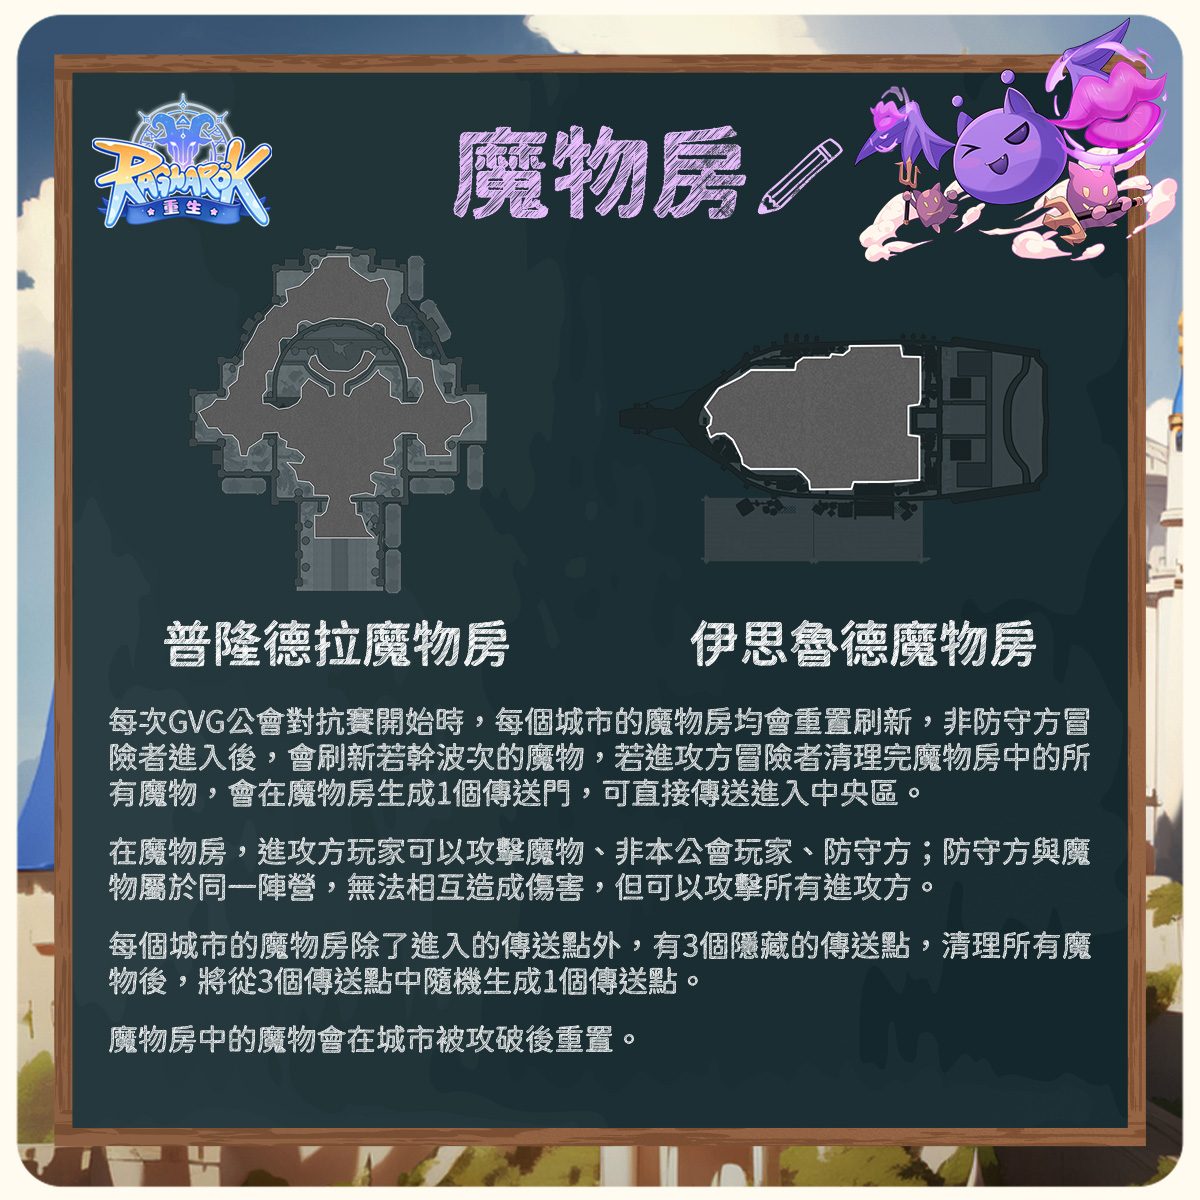 RAGNARÖK
重生
魔物房
普隆德拉魔物房
伊思魯德魔物房
每次GVG公會對抗賽開始時，每個城市的魔物房均會重置刷新，非防守方冒
險者進入後，會刷新若幹波次的魔物，若進攻方冒險者清理完魔物房中的所
有魔物，會在魔物房生成1個傳送門，可直接傳送進入中央區。
在魔物房，進攻方玩家可以攻擊魔物、非本公會玩家、防守方；防守方與魔
物屬於同一陣營，無法相互造成傷害，但可以攻擊所有進攻方。
每個城市的魔物房除了進入的傳送點外，有3個隱藏的傳送點，清理所有魔
物後，將從3個傳送點中隨機生成1個傳送點。
魔物房中的魔物會在城市被攻破後重置。